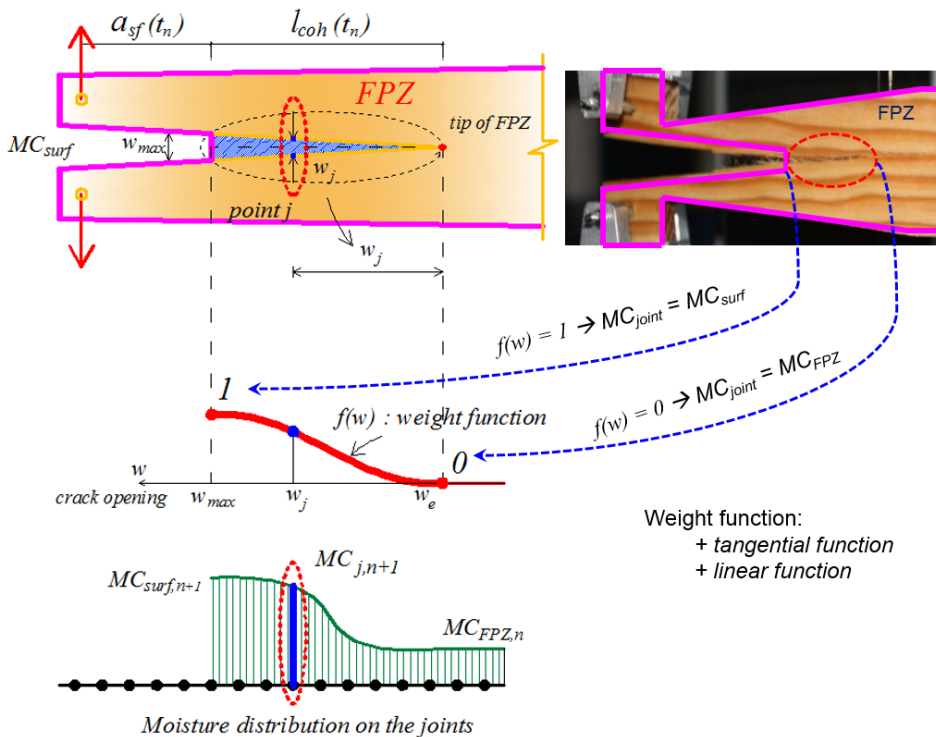 a_sf (t_n)
l_coh (t_n)
FPZ
tip of FPZ
MC_surf
w_max
w_j
point j
w_j
FPZ
f(w) = 1 → MC_joint = MC_surf
f(w) = 0 → MC_joint = MC_FPZ
1
f(w) : weight function
0
w
crack opening
w_max
w_j
w_e
Weight function:
+ tangential function
+ linear function
MC_surf,n+1
MC_j,n+1
MC_FPZ,n
Moisture distribution on the joints